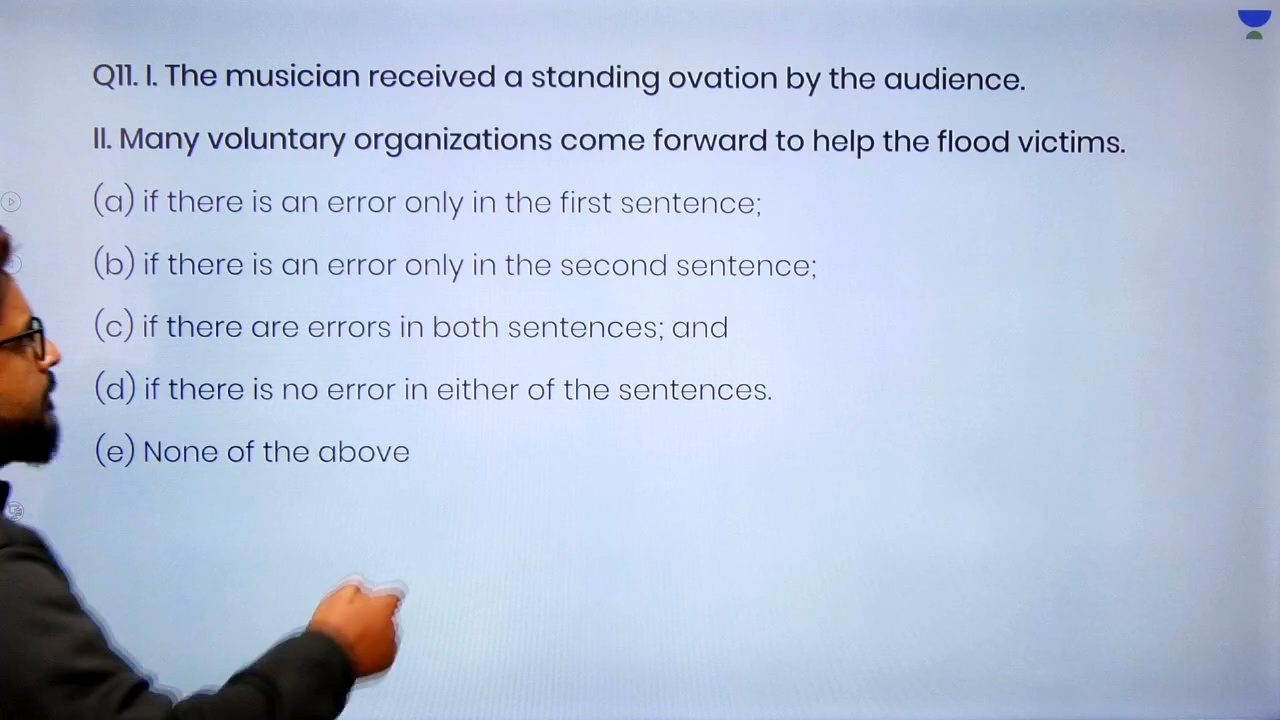 Q11. I. The musician received a standing ovation by the audience.
II. Many voluntary organizations come forward to help the flood victims.
(a) if there is an error only in the first sentence;
(b) if there is an error only in the second sentence;
(c) if there are errors in both sentences; and
(d) if there is no error in either of the sentences.
(e) None of the above